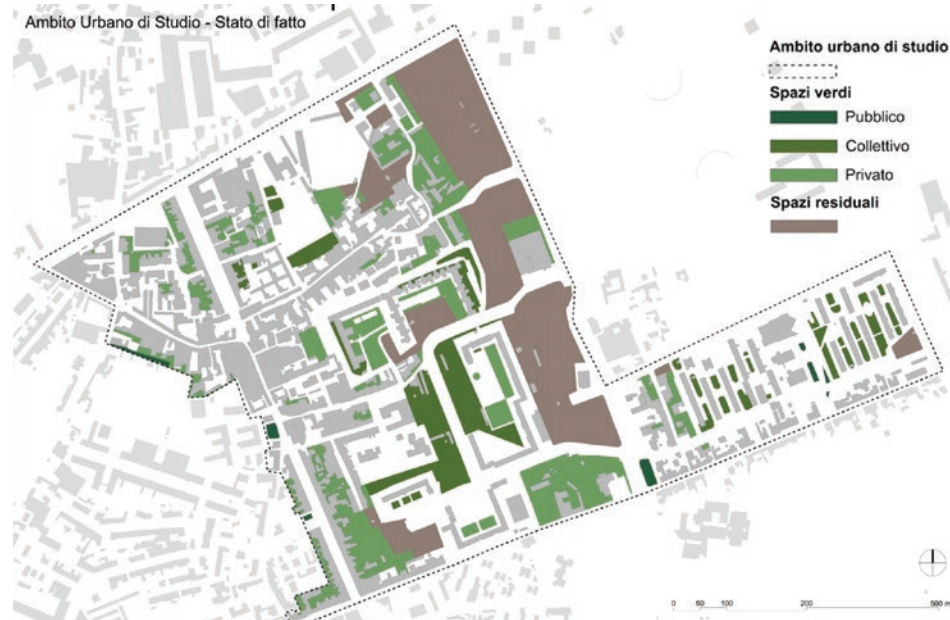 Ambito Urbano di Studio - Stato di fatto
Ambito urbano di studio
Spazi verdi
Pubblico
Collettivo
Privato
Spazi residuali
0 50 100 200 500 m